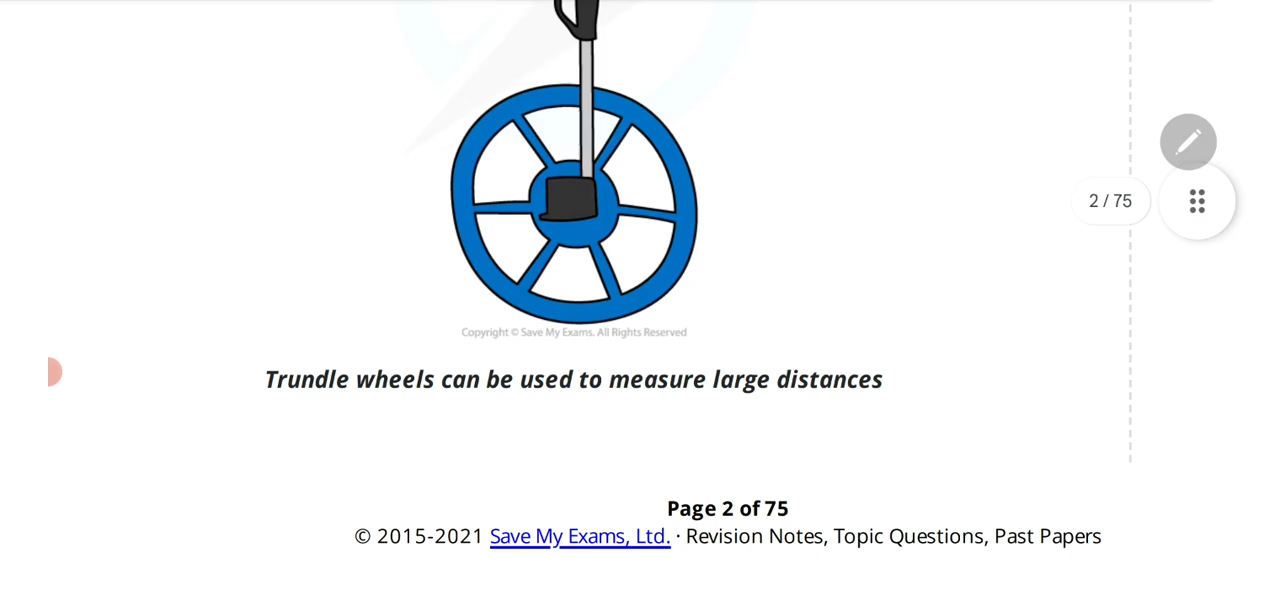 2 / 75
Copyright © Save My Exams. All Rights Reserved
Trundle wheels can be used to measure large distances
Page 2 of 75
© 2015-2021 Save My Exams, Ltd. · Revision Notes, Topic Questions, Past Papers